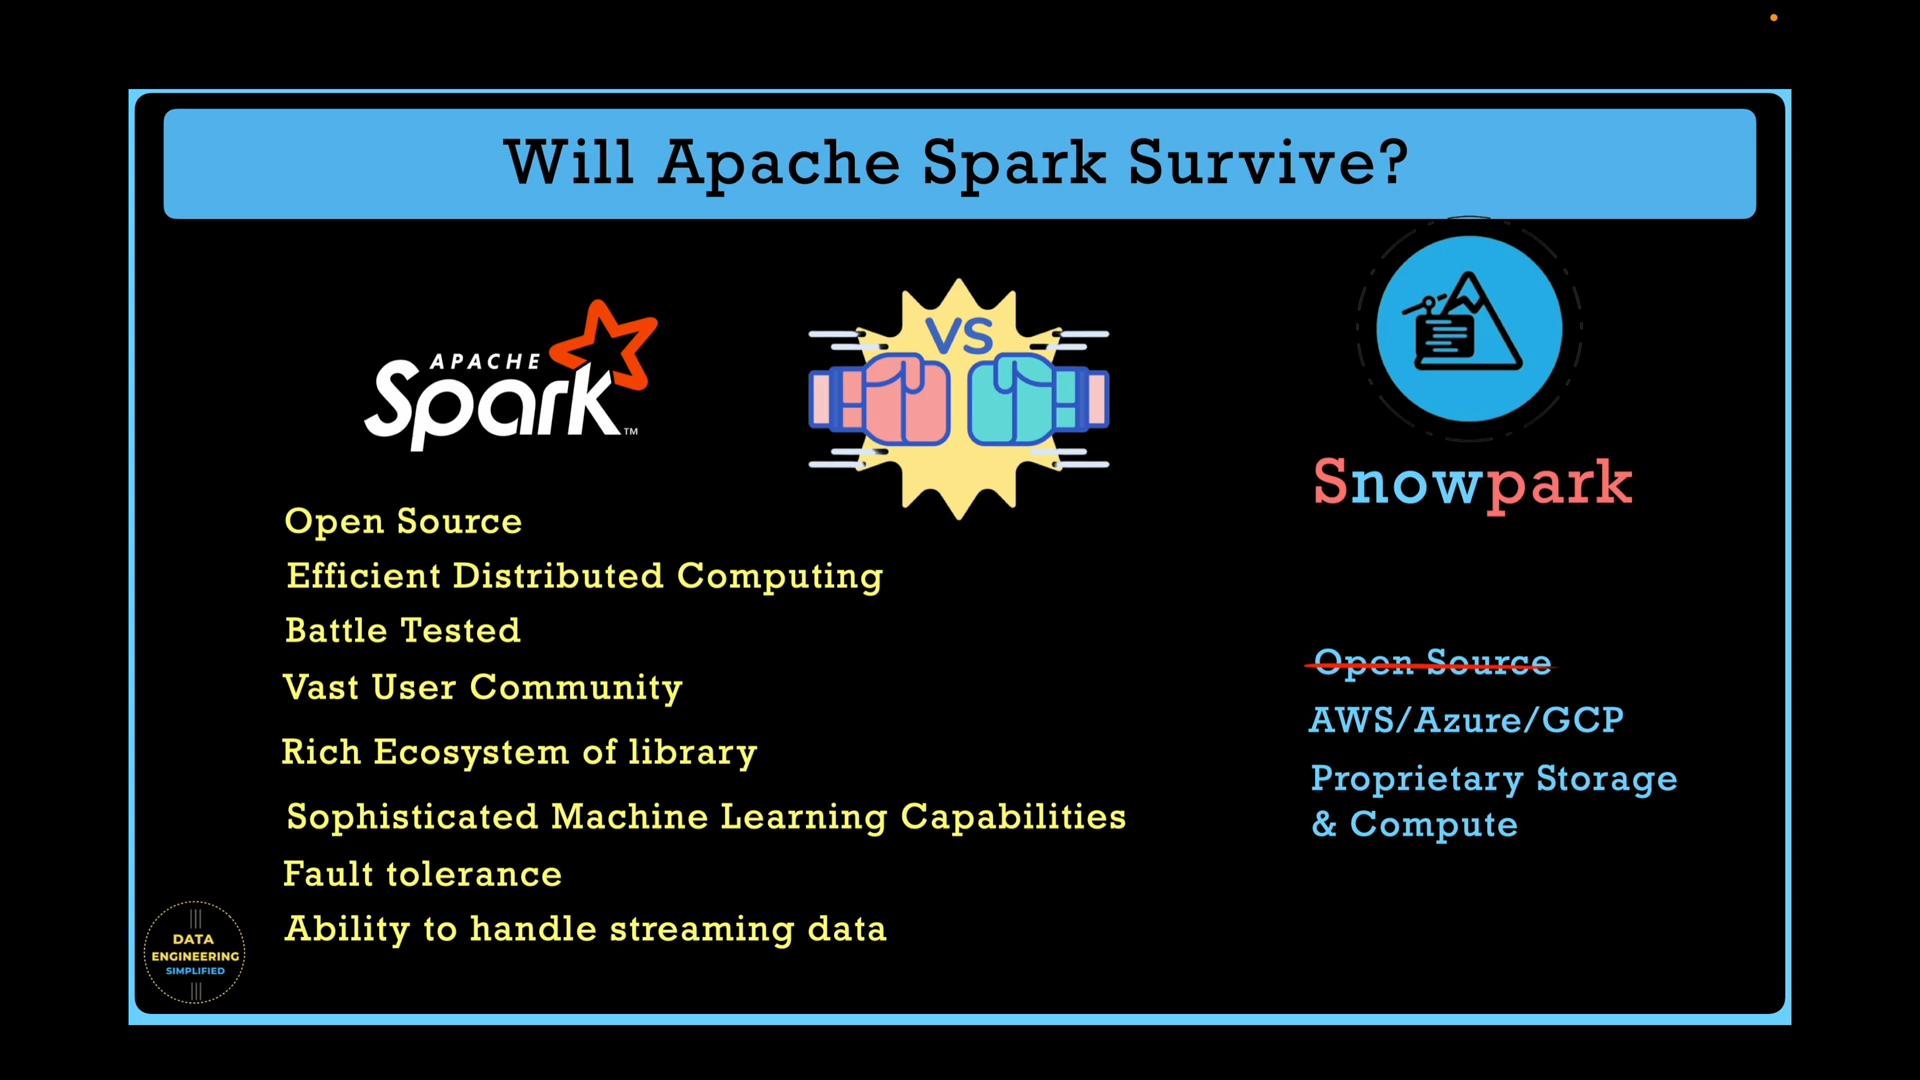 Will Apache Spark Survive?
APACHE
Spark™
VS
Snowpark
Open Source
Efficient Distributed Computing
Battle Tested
Vast User Community
Rich Ecosystem of library
Sophisticated Machine Learning Capabilities
Fault tolerance
Ability to handle streaming data
Open Source
AWS/Azure/GCP
Proprietary Storage
& Compute
DATA
ENGINEERING
SIMPLIFIED